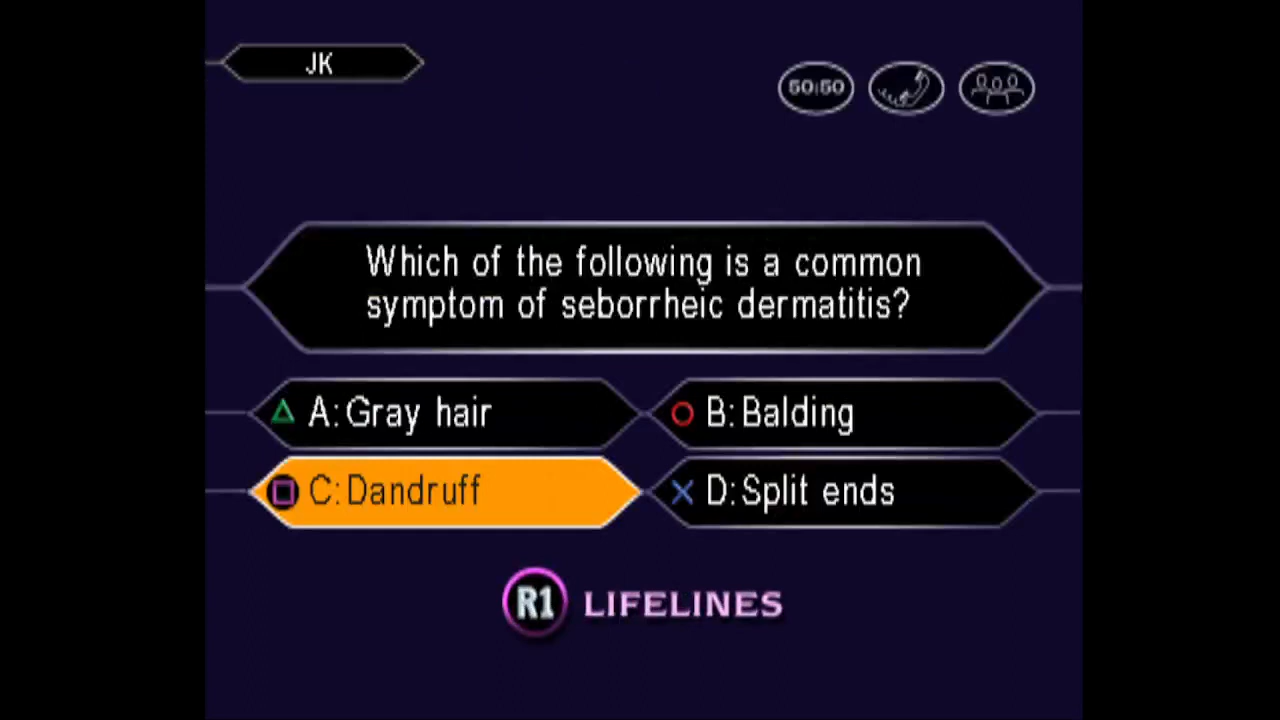 JK
50:50
Which of the following is a common
symptom of seborrheic dermatitis?
A: Gray hair
B: Balding
C: Dandruff
D: Split ends
R1 LIFELINES